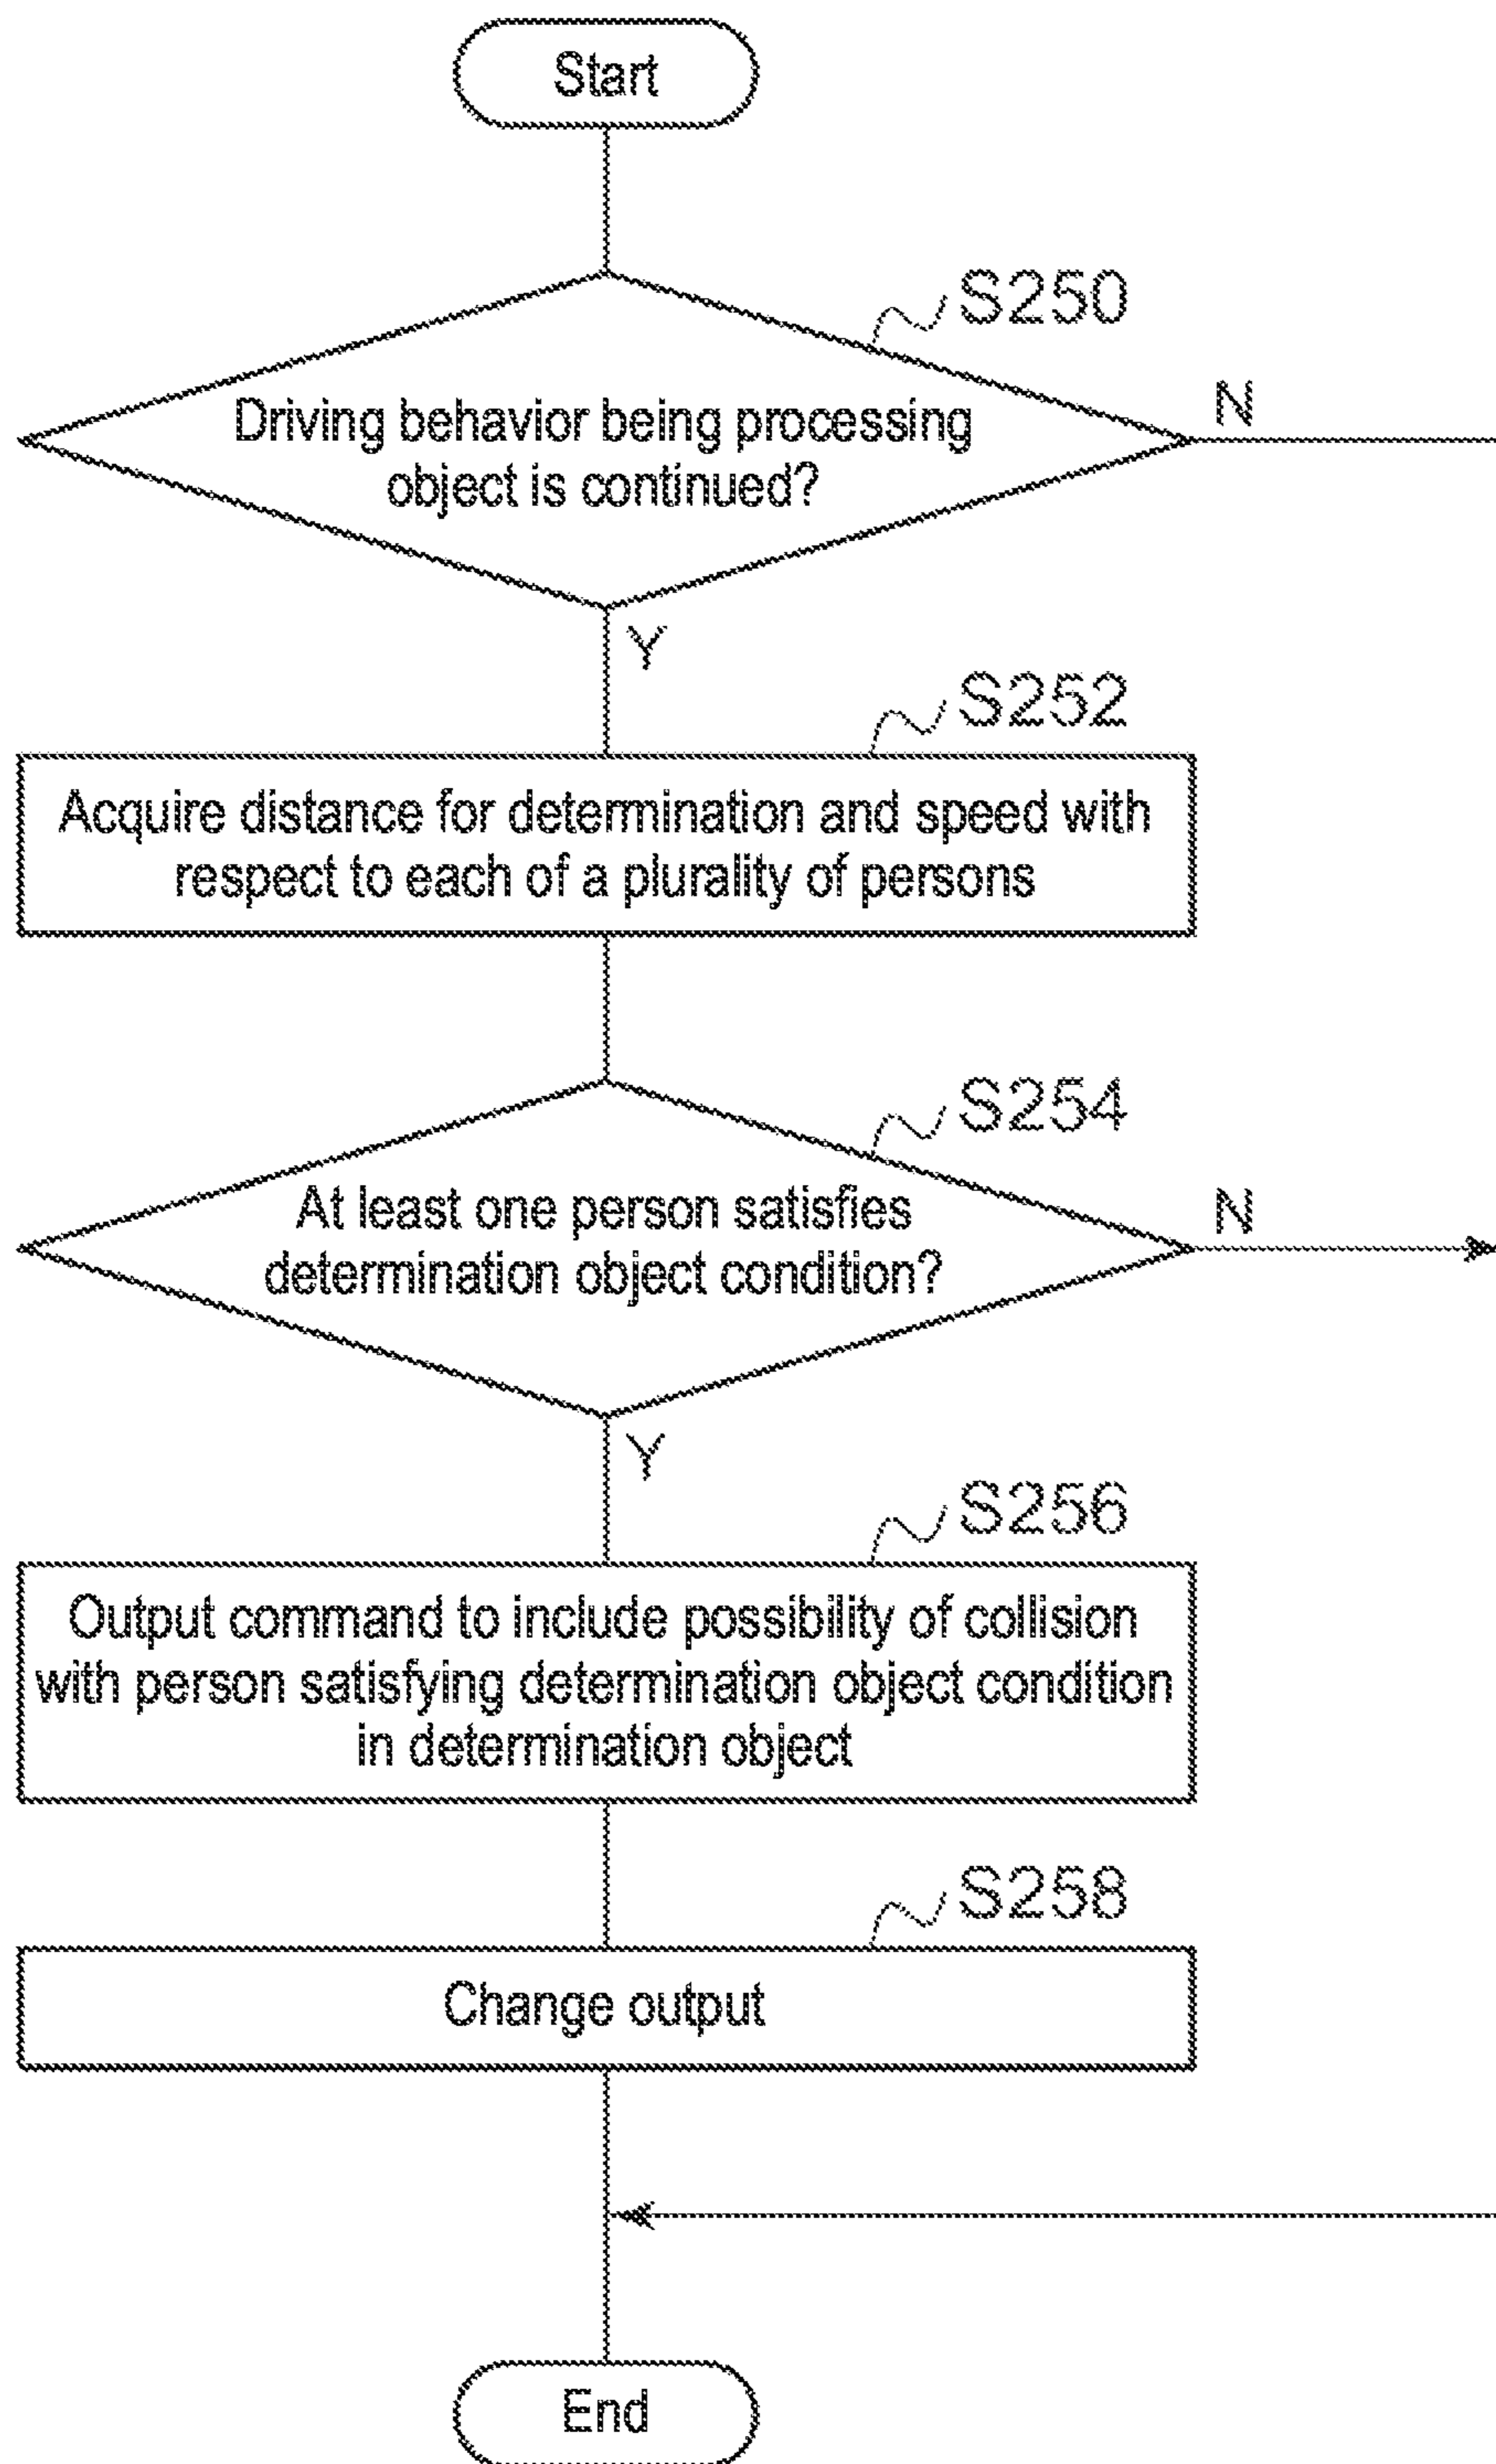 Start
S250
Driving behavior being processing
object is continued?
N
Y
S252
Acquire distance for determination and speed with
respect to each of a plurality of persons
S254
At least one person satisfies
determination object condition?
N
Y
S256
Output command to include possibility of collision
with person satisfying determination object condition
in determination object
S258
Change output
End